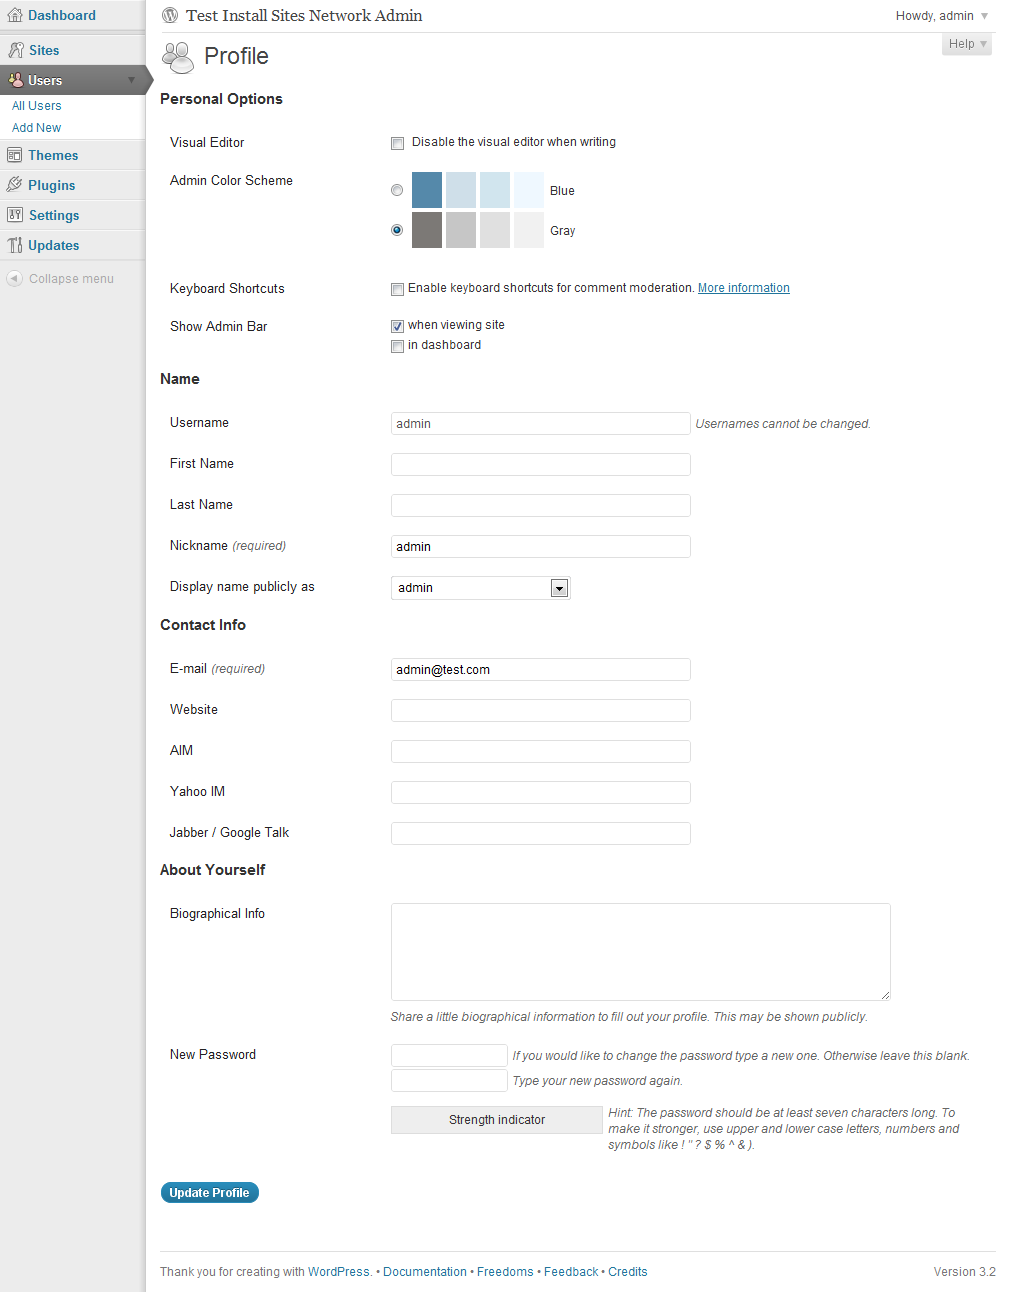 Dashboard
Sites
Users
All Users
Add New
Themes
Plugins
Settings
Updates
Collapse menu
Test Install Sites Network Admin
Howdy, admin
Help
Profile
Personal Options
Visual Editor
Disable the visual editor when writing
Admin Color Scheme
Blue
Gray
Keyboard Shortcuts
Enable keyboard shortcuts for comment moderation. More information
Show Admin Bar
when viewing site
in dashboard
Name
Username
admin
Usernames cannot be changed.
First Name
Last Name
Nickname (required)
admin
Display name publicly as
admin
Contact Info
E-mail (required)
admin@test.com
Website
AIM
Yahoo IM
Jabber / Google Talk
About Yourself
Biographical Info
Share a little biographical information to fill out your profile. This may be shown publicly.
New Password
If you would like to change the password type a new one. Otherwise leave this blank.
Type your new password again.
Strength indicator
Hint: The password should be at least seven characters long. To
make it stronger, use upper and lower case letters, numbers and
symbols like ! " ? $ % ^ & ).
Update Profile
Thank you for creating with WordPress. • Documentation • Freedoms • Feedback • Credits
Version 3.2